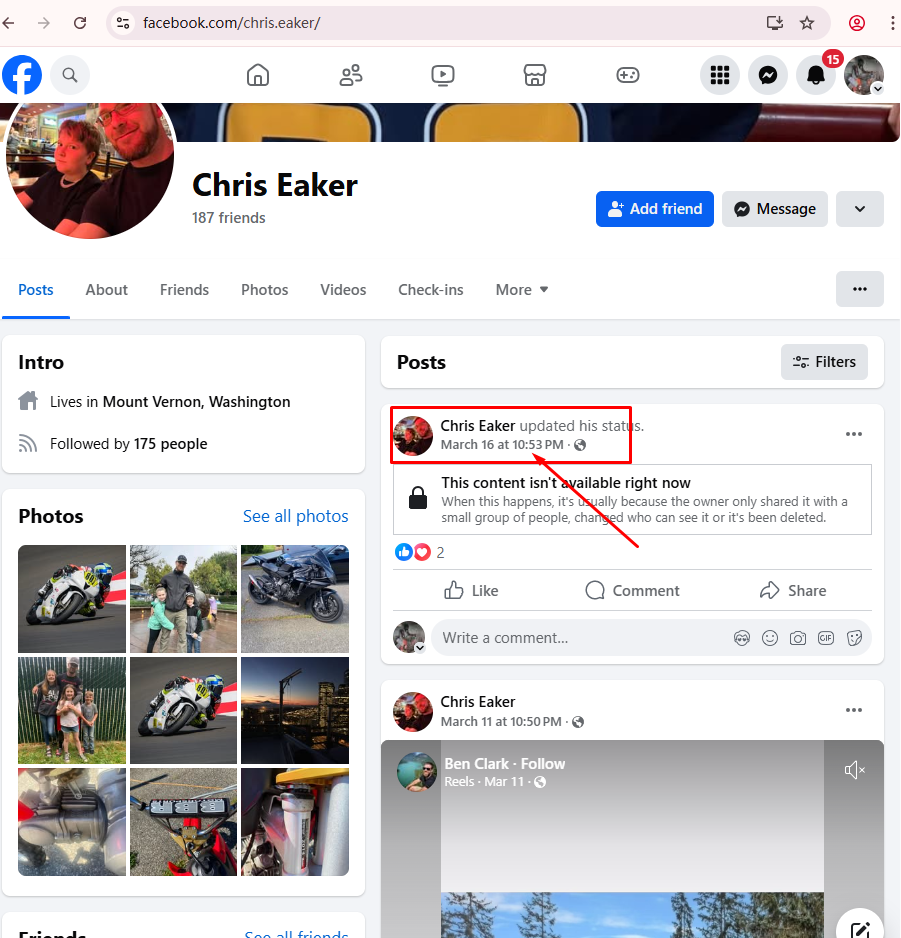 facebook.com/chris.eaker/
15
Chris Eaker
187 friends
Add friend
Message
Posts
About
Friends
Photos
Videos
Check-ins
More
Intro
Lives in Mount Vernon, Washington
Followed by 175 people
Photos
See all photos
Friends
See all friends
Posts
Filters
Chris Eaker updated his status.
March 16 at 10:53 PM ·
This content isn't available right now
When this happens, it's usually because the owner only shared it with a
small group of people, changed who can see it or it's been deleted.
2
Like
Comment
Share
Write a comment...
GIF
Chris Eaker
March 11 at 10:50 PM ·
Ben Clark · Follow
Reels · Mar 11 ·